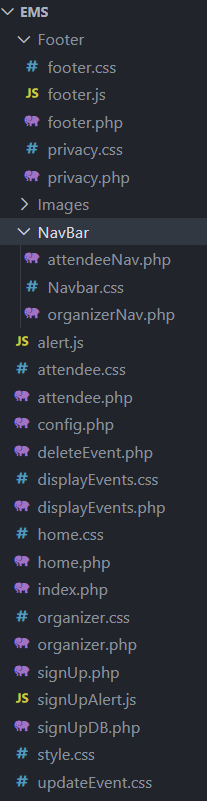 EMS
Footer
# footer.css
JS footer.js
footer.php
# privacy.css
privacy.php
Images
NavBar
attendeeNav.php
# Navbar.css
organizerNav.php
JS alert.js
# attendee.css
attendee.php
config.php
deleteEvent.php
# displayEvents.css
displayEvents.php
# home.css
home.php
index.php
# organizer.css
organizer.php
signUp.php
JS signUpAlert.js
signUpDB.php
# style.css
# updateEvent.css